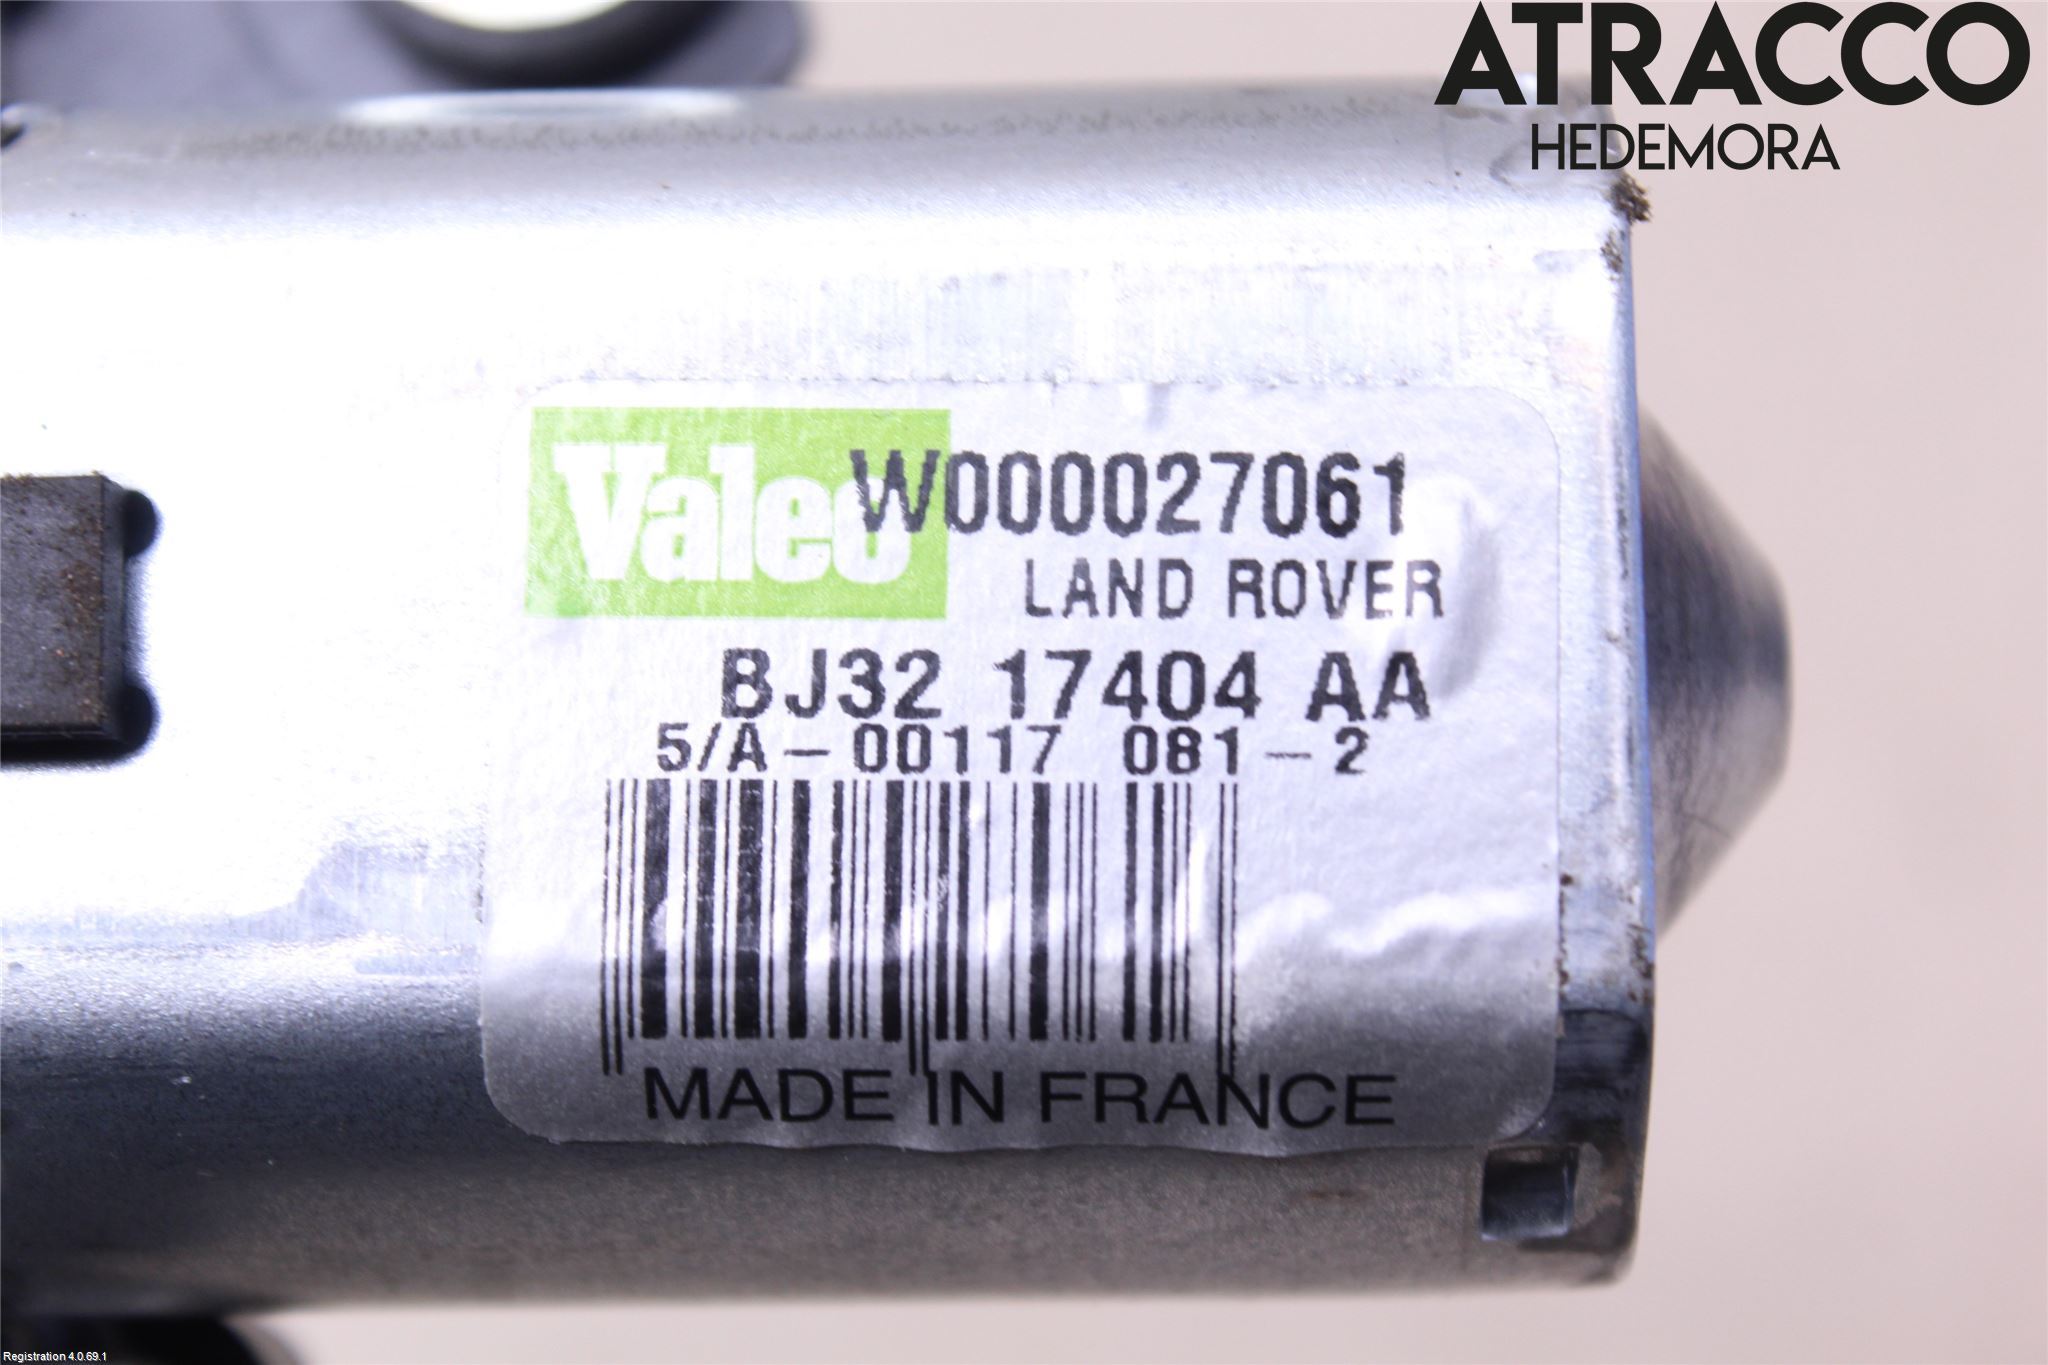 ATRACCO
HEDEMORA
Valeo W000027061
LAND ROVER
BJ32 17404 AA
5/A-00117 081-2
MADE IN FRANCE
Registration 4.0.69.1